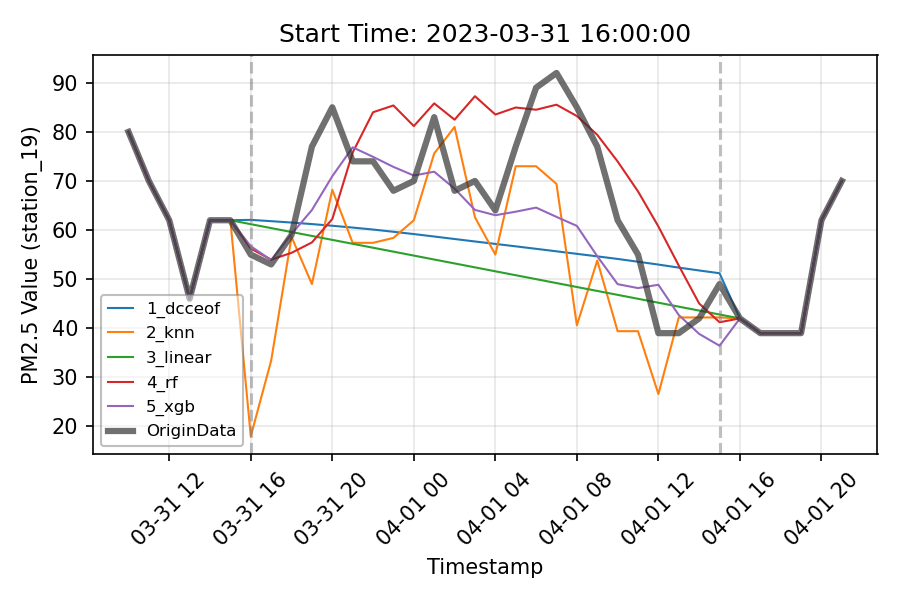 Start Time: 2023-03-31 16:00:00
PM2.5 Value (station_19)
90
80
70
60
50
40
30
20
1_dcceof
2_knn
3_linear
4_rf
5_xgb
OriginData
03-31 12
03-31 16
03-31 20
04-01 00
04-01 04
04-01 08
04-01 12
04-01 16
04-01 20
Timestamp